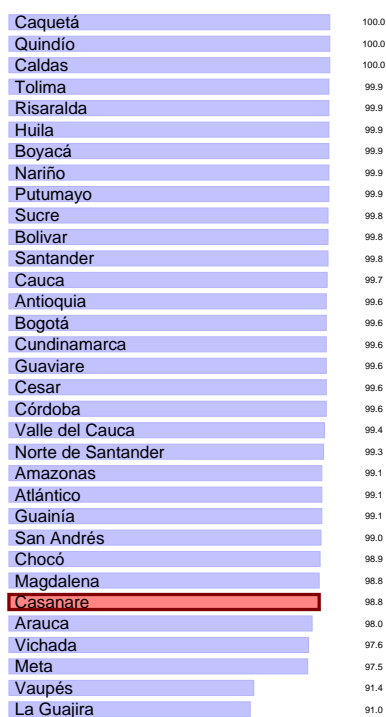 Caquetá 100.0
Quindío 100.0
Caldas 100.0
Tolima 99.9
Risaralda 99.9
Huila 99.9
Boyacá 99.9
Nariño 99.9
Putumayo 99.9
Sucre 99.8
Bolivar 99.8
Santander 99.8
Cauca 99.7
Antioquia 99.6
Bogotá 99.6
Cundinamarca 99.6
Guaviare 99.6
Cesar 99.6
Córdoba 99.6
Valle del Cauca 99.4
Norte de Santander 99.3
Amazonas 99.1
Atlántico 99.1
Guainía 99.1
San Andrés 99.0
Chocó 98.9
Magdalena 98.8
Casanare 98.8
Arauca 98.0
Vichada 97.6
Meta 97.5
Vaupés 91.4
La Guajira 91.0